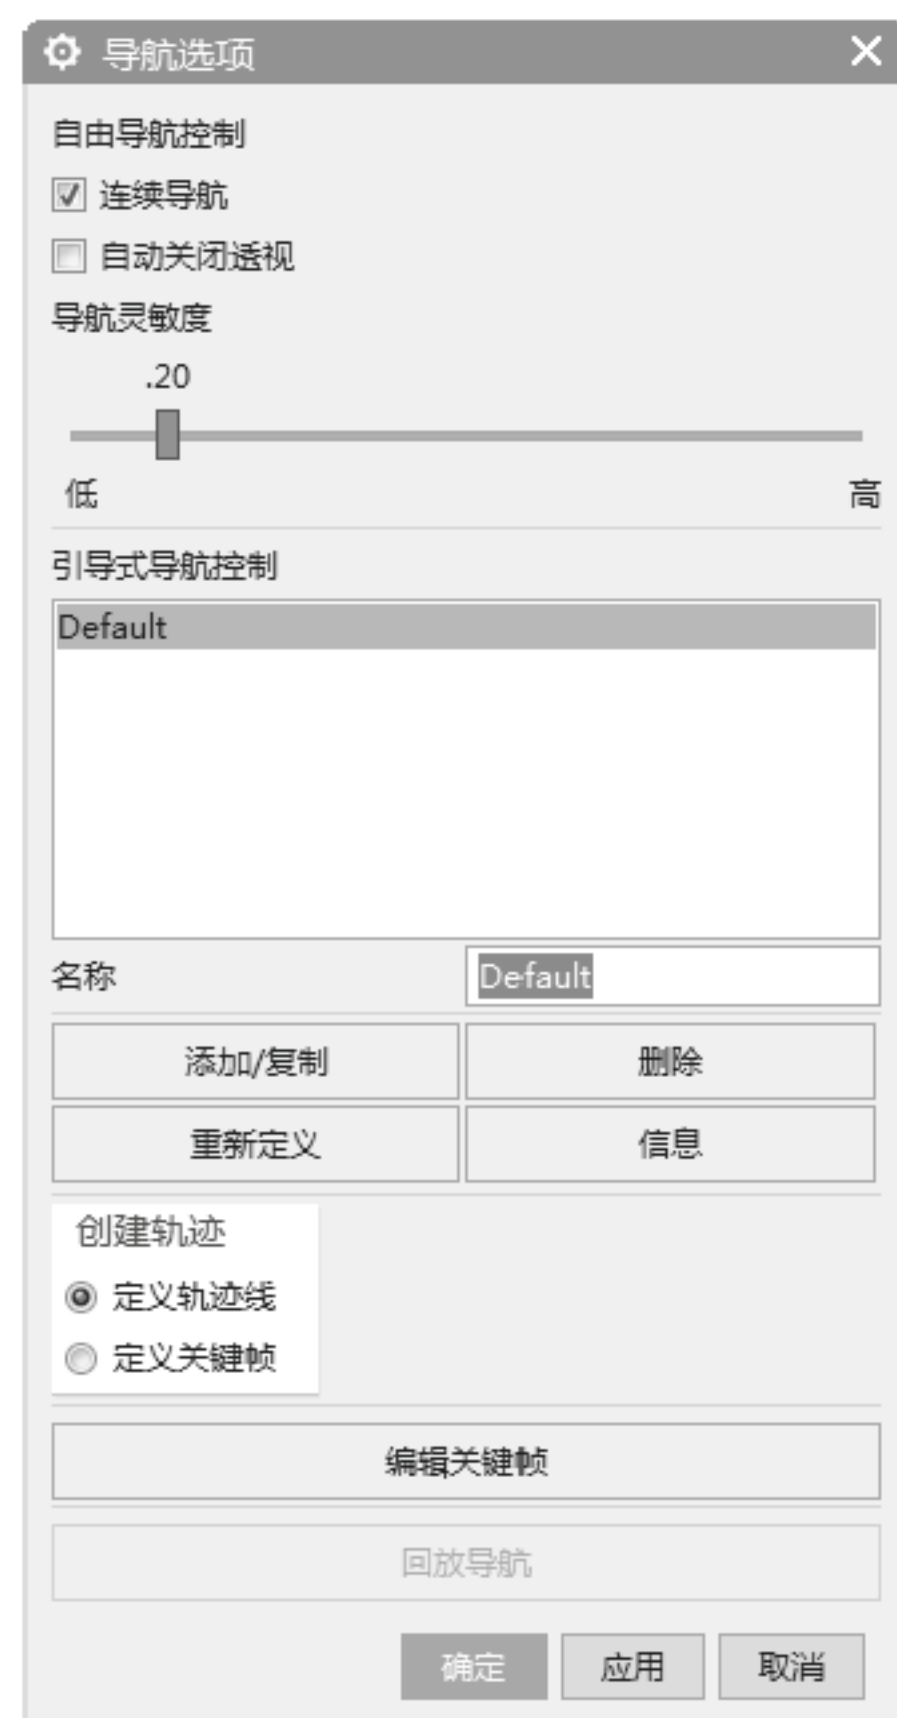 导航选项
自由导航控制
连续导航
自动关闭透视
导航灵敏度
.20
低 高
引导式导航控制
Default
名称 Default
添加/复制 删除
重新定义 信息
创建轨迹
定义轨迹线
定义关键帧
编辑关键帧
回放导航
确定 应用 取消